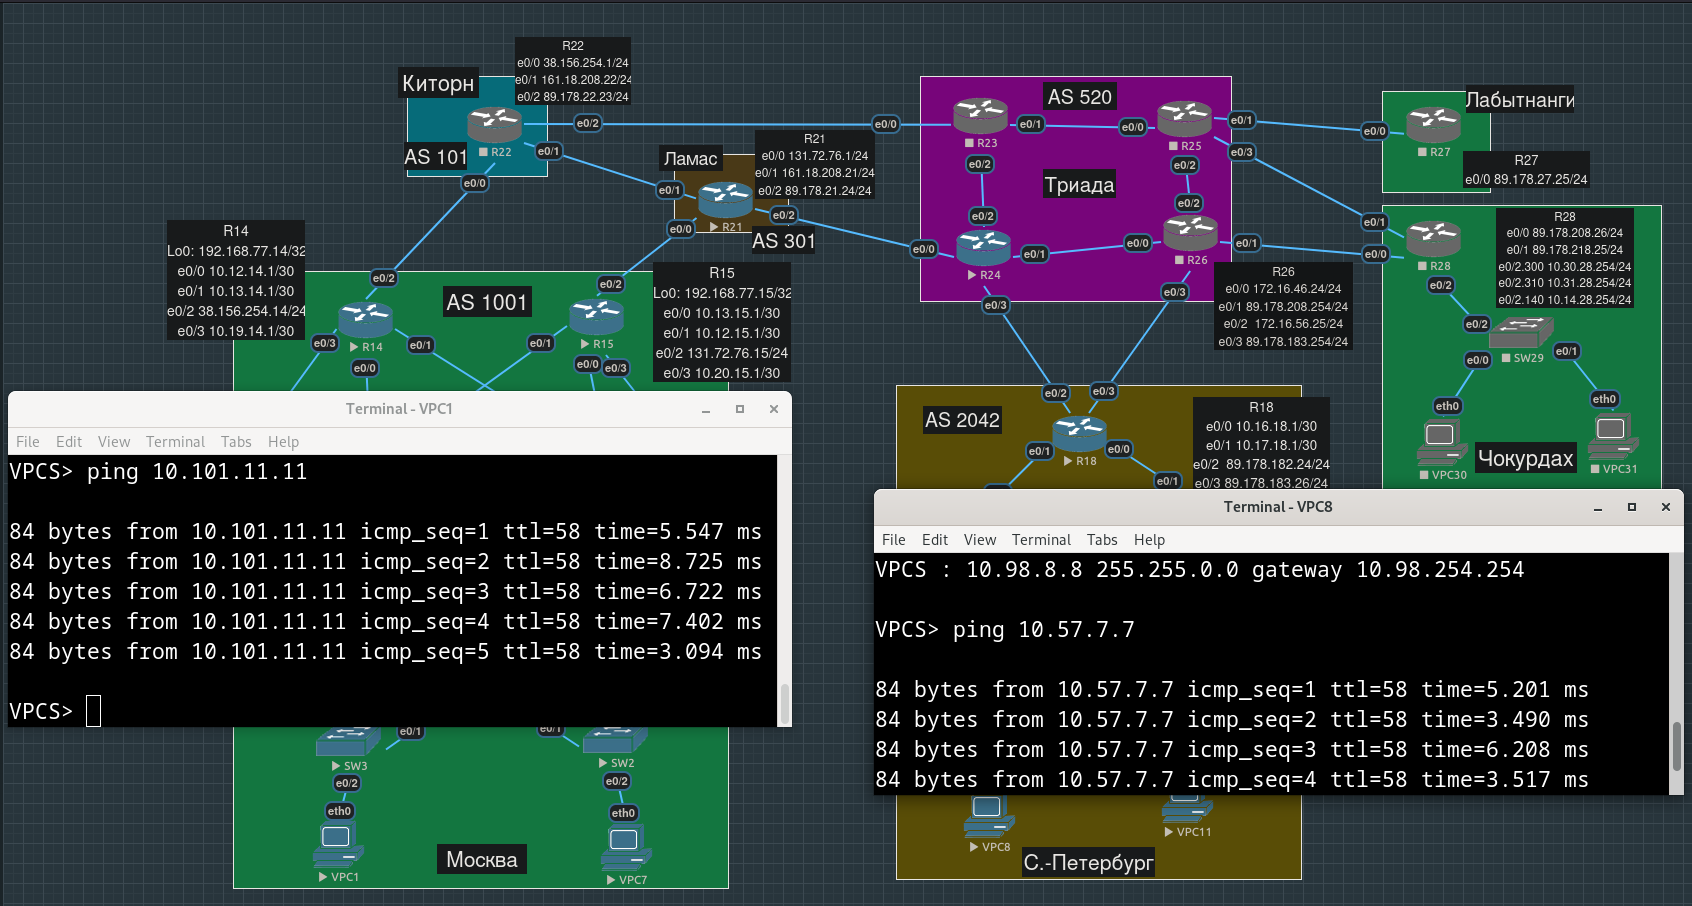 R22
e0/0 38.156.254.1/24
e0/1 161.18.208.22/24
e0/2 89.178.22.23/24
Киторн
R22
AS 101
e0/2
e0/1
e0/0
e0/0
R21
e0/0 131.72.76.1/24
e0/1 161.18.208.21/24
e0/2 89.178.21.24/24
Ламас
e0/1
R21
e0/2
e0/0
AS 301
AS 520
R23
e0/1
e0/0
R25
e0/1
e0/3
e0/2
e0/2
Триада
e0/2
e0/2
e0/0
R24
e0/1
e0/0
R26
e0/1
e0/3
e0/3
Лабытнанги
e0/0
R27
R27
e0/0 89.178.27.25/24
R28
e0/0 89.178.208.26/24
e0/1 89.178.218.25/24
e0/2.300 10.30.28.254/24
e0/2.310 10.31.28.254/24
e0/2.140 10.14.28.254/24
e0/1
e0/0
R28
e0/2
e0/2
SW29
e0/0
e0/1
eth0
eth0
VPC30
VPC31
Чокурдах
R14
Lo0: 192.168.77.14/32
e0/0 10.12.14.1/30
e0/1 10.13.14.1/30
e0/2 38.156.254.14/24
e0/3 10.19.14.1/30
R15
Lo0: 192.168.77.15/32
e0/0 10.13.15.1/30
e0/1 10.12.15.1/30
e0/2 131.72.76.15/24
e0/3 10.20.15.1/30
R26
e0/0 172.16.46.24/24
e0/1 89.178.208.254/24
e0/2 172.16.56.25/24
e0/3 89.178.183.254/24
AS 1001
e0/2
R14
e0/3
e0/1
e0/0
e0/2
R15
e0/1
e0/0
e0/3
AS 2042
e0/2
e0/3
R18
e0/1
e0/0
e0/1
R18
e0/0 10.16.18.1/30
e0/1 10.17.18.1/30
e0/2 89.178.182.24/24
e0/3 89.178.183.26/24
Terminal - VPC1
File Edit View Terminal Tabs Help
VPCS> ping 10.101.11.11
84 bytes from 10.101.11.11 icmp_seq=1 ttl=58 time=5.547 ms
84 bytes from 10.101.11.11 icmp_seq=2 ttl=58 time=8.725 ms
84 bytes from 10.101.11.11 icmp_seq=3 ttl=58 time=6.722 ms
84 bytes from 10.101.11.11 icmp_seq=4 ttl=58 time=7.402 ms
84 bytes from 10.101.11.11 icmp_seq=5 ttl=58 time=3.094 ms
VPCS>
Terminal - VPC8
File Edit View Terminal Tabs Help
VPCS : 10.98.8.8 255.255.0.0 gateway 10.98.254.254
VPCS> ping 10.57.7.7
84 bytes from 10.57.7.7 icmp_seq=1 ttl=58 time=5.201 ms
84 bytes from 10.57.7.7 icmp_seq=2 ttl=58 time=3.490 ms
84 bytes from 10.57.7.7 icmp_seq=3 ttl=58 time=6.208 ms
84 bytes from 10.57.7.7 icmp_seq=4 ttl=58 time=3.517 ms
e0/1
e0/1
SW3
SW2
e0/2
e0/2
eth0
eth0
VPC1
VPC7
Москва
VPC8
VPC11
С.-Петербург